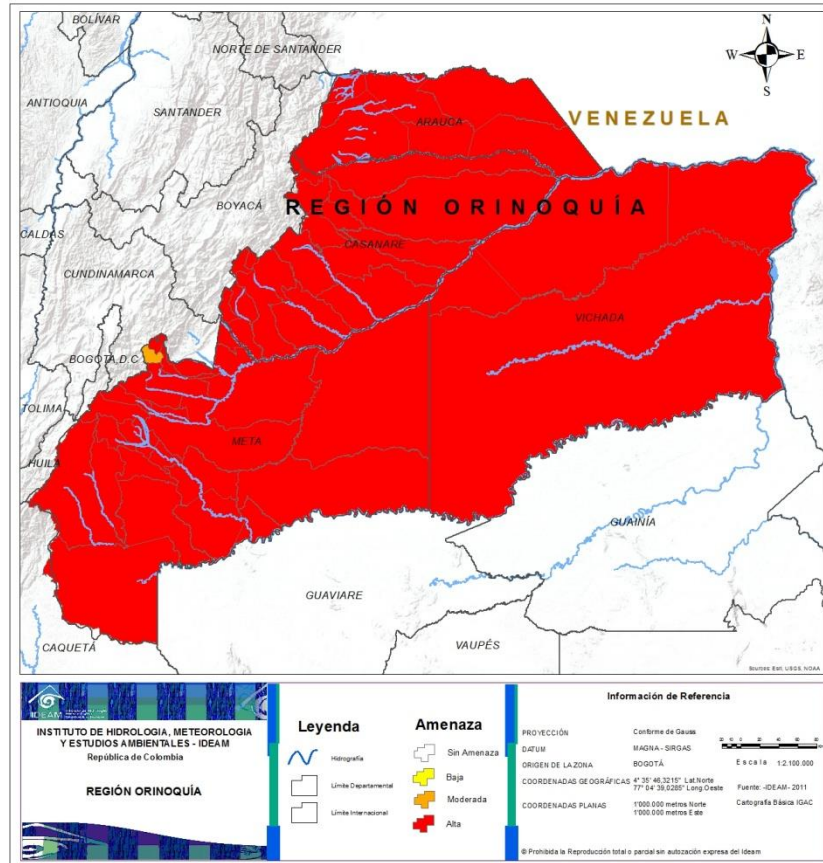 BOLÍVAR
NORTE DE SANTANDER
N
W
E
S
ANTIOQUIA
SANTANDER
ARAUCA
VENEZUELA
BOYACÁ
REGIÓN ORINOQUÍA
CALDAS
CASANARE
CUNDINAMARCA
VICHADA
BOGOTÁ D.C
TOLIMA
META
HUILA
GUAINÍA
GUAVIARE
CAQUETÁ
VAUPÉS
Sources: Esri, USGS, NOAA
IDEAM
INSTITUTO DE HIDROLOGIA, METEOROLOGIA
Y ESTUDIOS AMBIENTALES - IDEAM
República de Colombia
REGIÓN ORINOQUÍA
Leyenda
Hidrografía
Límite Departamental
Límite Internacional
Amenaza
Sin Amenaza
Baja
Moderada
Alta
Información de Referencia
PROYECCIÓN Conforme de Gauss
DATUM MAGNA - SIRGAS
ORIGEN DE LA ZONA BOGOTÁ
COORDENADAS GEOGRÁFICAS 4° 35' 46,3215" Lat.Norte
77° 04' 39,0285" Long.Oeste
COORDENADAS PLANAS 1'000.000 metros Norte
1'000.000 metros Este
Escala 1:2.100.000
Fuente: -IDEAM- 2011
Cartografía Básica IGAC
© Prohibida la Reproducción total o parcial sin autozación expresa del Ideam